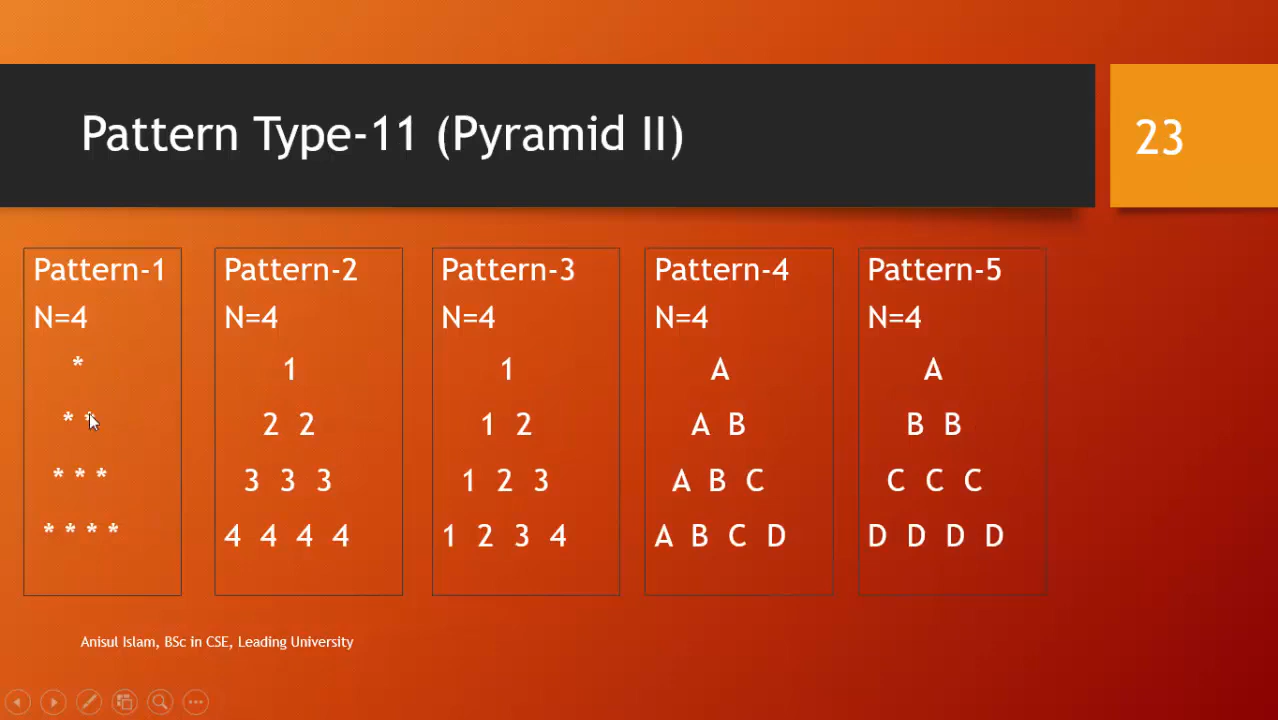 Pattern Type-11 (Pyramid II)
23
Pattern-1
N=4
*
* *
* * *
* * * *
Pattern-2
N=4
1
2 2
3 3 3
4 4 4 4
Pattern-3
N=4
1
1 2
1 2 3
1 2 3 4
Pattern-4
N=4
A
A B
A B C
A B C D
Pattern-5
N=4
A
B B
C C C
D D D D
Anisul Islam, BSc in CSE, Leading University